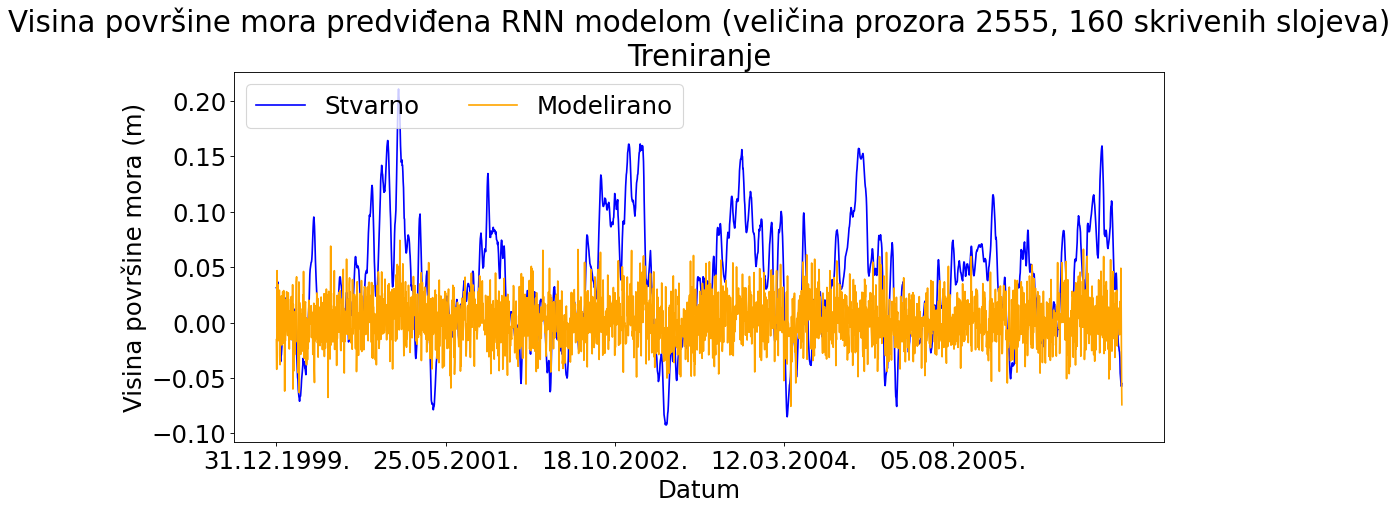 Visina površine mora predviđena RNN modelom (veličina prozora 2555, 160 skrivenih slojeva)
Treniranje
Stvarno
Modelirano
Visina površine mora (m)
0.20
0.15
0.10
0.05
0.00
−0.05
−0.10
31.12.1999.
25.05.2001.
18.10.2002.
12.03.2004.
05.08.2005.
Datum